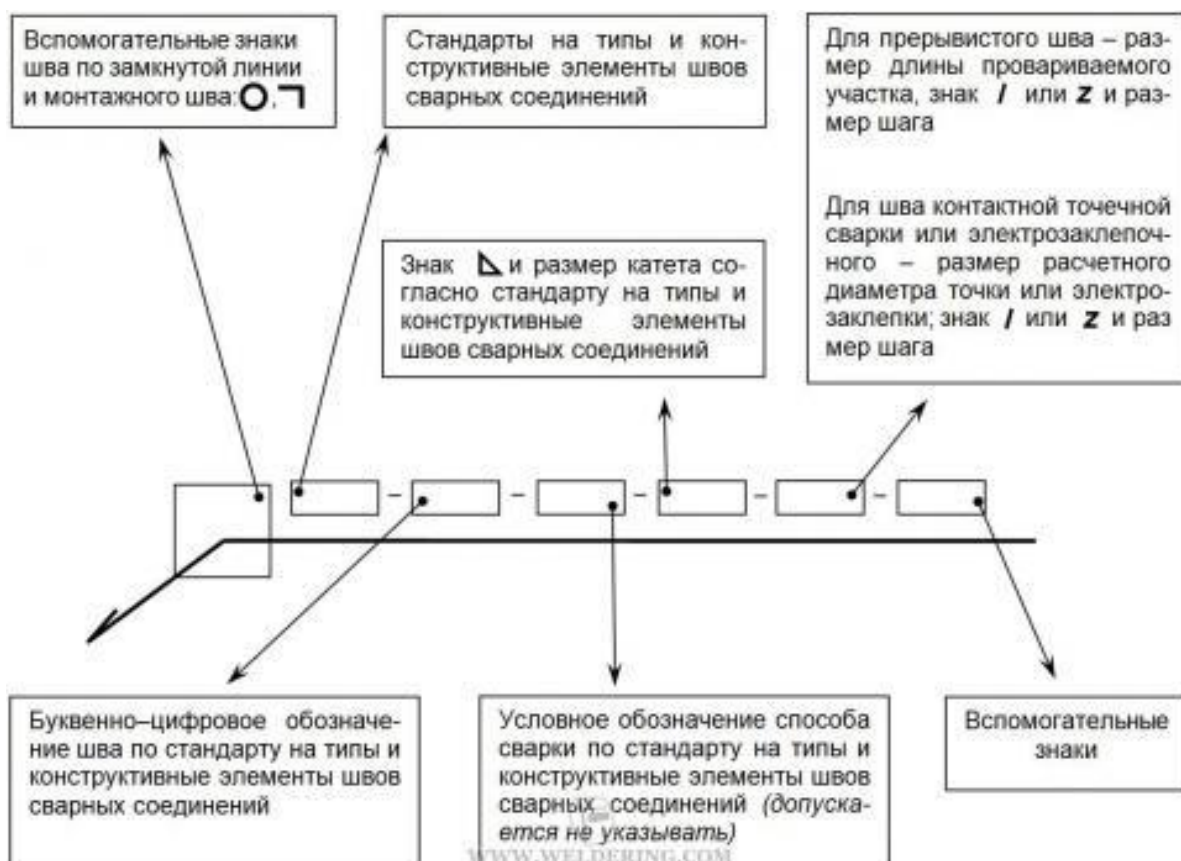 Вспомогательные знаки
шва по замкнутой линии
и монтажного шва:
Стандарты на типы и кон-
структивные элементы швов
сварных соединений
Для прерывистого шва – раз-
мер длины провариваемого
участка, знак / или Z и раз-
мер шага
Для шва контактной точечной
сварки или электрозаклепоч-
ного – размер расчетного
диаметра точки или электро-
заклепки; знак / или Z и раз
мер шага
Знак и размер катета со-
гласно стандарту на типы и
конструктивные элементы
швов сварных соединений
Буквенно–цифровое обозначе-
ние шва по стандарту на типы и
конструктивные элементы швов
сварных соединений
Условное обозначение способа
сварки по стандарту на типы и
конструктивные элементы швов
сварных соединений (допуска-
ется не указывать)
Вспомогательные
знаки
WWW.WELDERING.COM